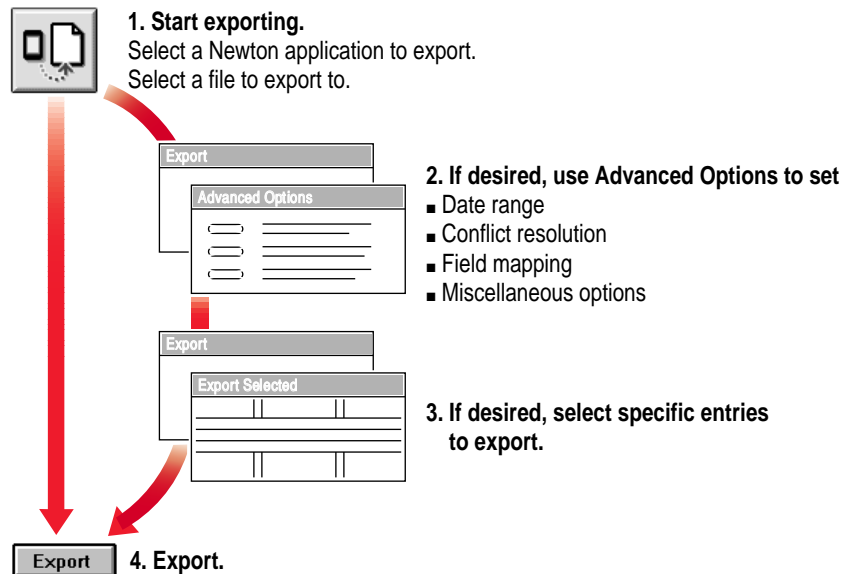 1. Start exporting.
Select a Newton application to export.
Select a file to export to.
Export
Advanced Options
2. If desired, use Advanced Options to set
■ Date range
■ Conflict resolution
■ Field mapping
■ Miscellaneous options
Export
Export Selected
3. If desired, select specific entries
to export.
Export
4. Export.